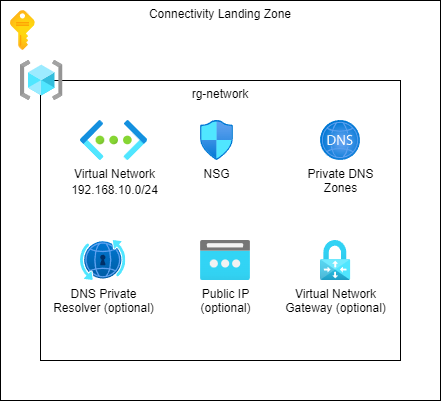 Connectivity Landing Zone
rg-network
Virtual Network
192.168.10.0/24
NSG
Private DNS
Zones
DNS
DNS Private
Resolver (optional)
Public IP
(optional)
Virtual Network
Gateway (optional)